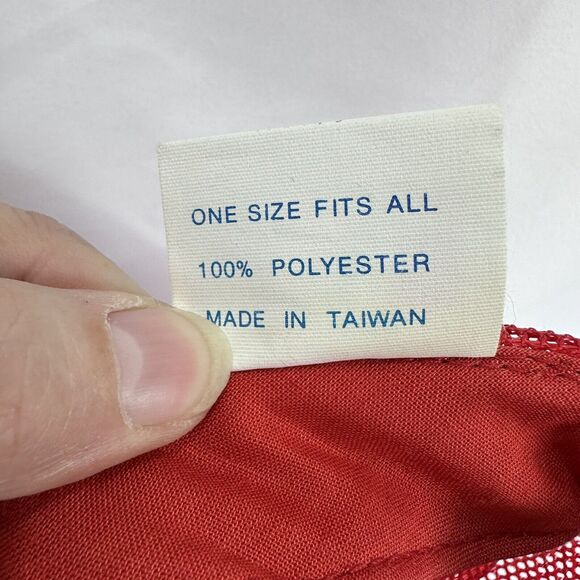 ONE SIZE FITS ALL
100% POLYESTER
MADE IN TAIWAN